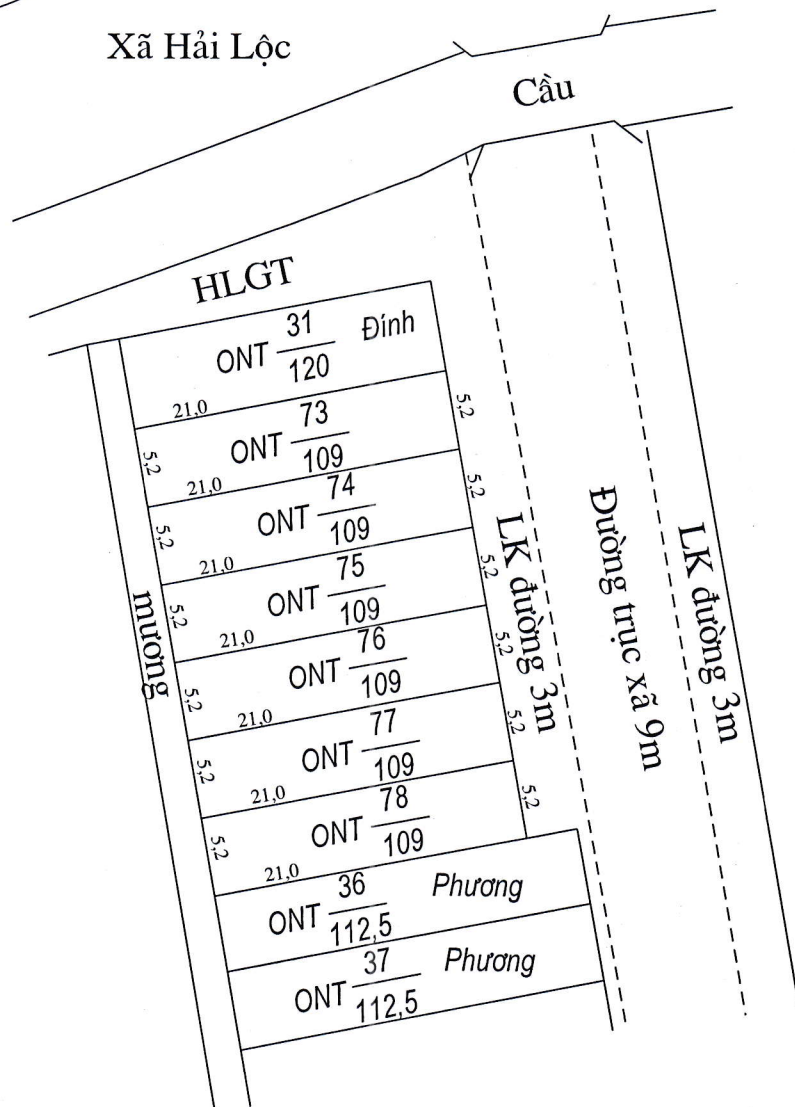 Xã Hải Lộc
Cầu
HLGT
ONT 31 Đính
120
21,0
5,2
ONT 73
109
5,2
21,0
5,2
ONT 74
109
5,2
21,0
5,2
ONT 75
109
5,2
21,0
5,2
ONT 76
109
5,2
21,0
5,2
ONT 77
109
5,2
21,0
5,2
ONT 78
109
5,2
21,0
ONT 36 Phương
112,5
ONT 37 Phương
112,5
mương
LK đường 3m
Đường trục xã 9m
LK đường 3m